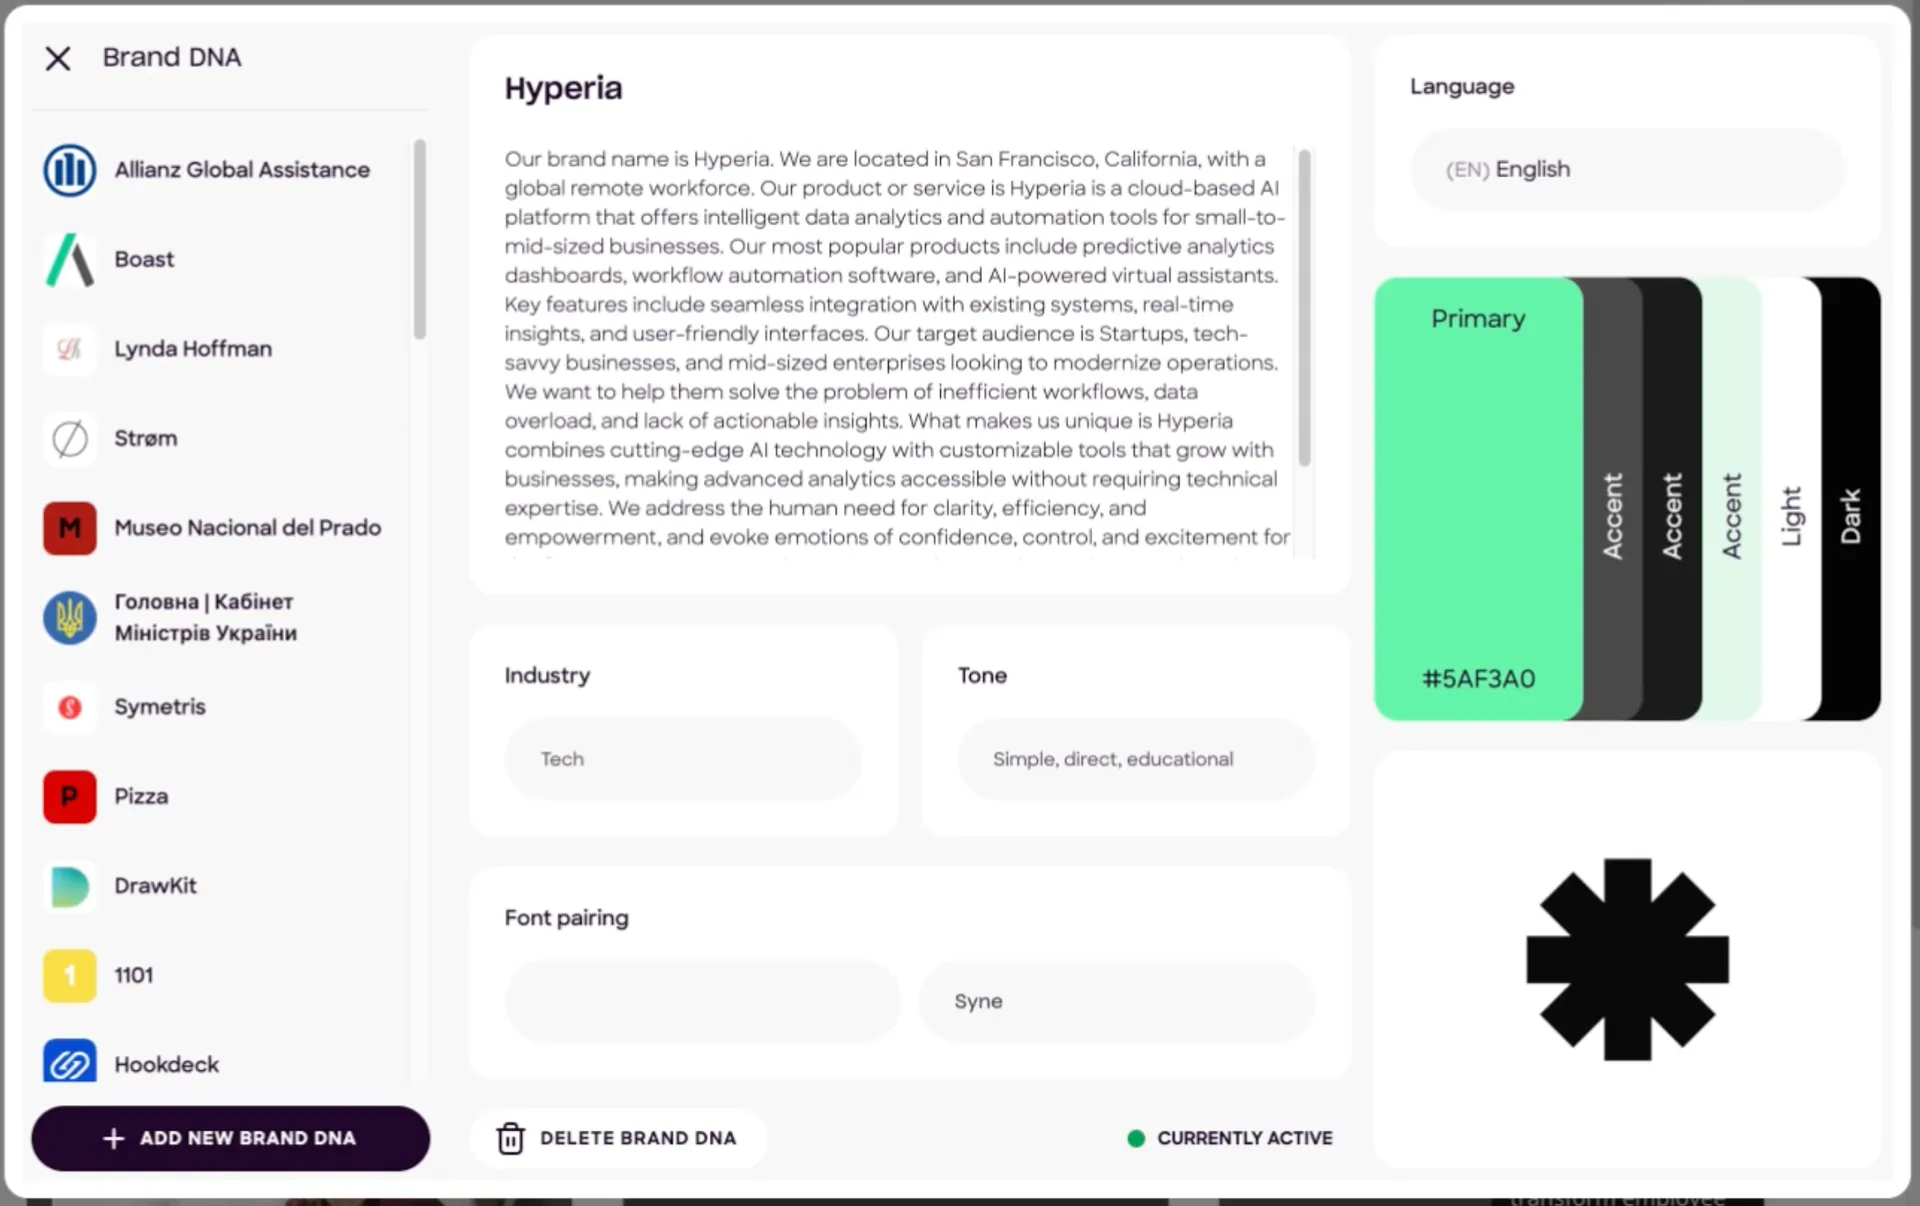 Brand DNA
Allianz Global Assistance
Boast
Lh
Lynda Hoffman
Strøm
M
Museo Nacional del Prado
Головна | Кабінет
Міністрів України
S
Symetris
P
Pizza
DrawKit
1
1101
Hookdeck
+ ADD NEW BRAND DNA
Hyperia
Our brand name is Hyperia. We are located in San Francisco, California, with a
global remote workforce. Our product or service is Hyperia is a cloud-based AI
platform that offers intelligent data analytics and automation tools for small-to-
mid-sized businesses. Our most popular products include predictive analytics
dashboards, workflow automation software, and AI-powered virtual assistants.
Key features include seamless integration with existing systems, real-time
insights, and user-friendly interfaces. Our target audience is Startups, tech-
savvy businesses, and mid-sized enterprises looking to modernize operations.
We want to help them solve the problem of inefficient workflows, data
overload, and lack of actionable insights. What makes us unique is Hyperia
combines cutting-edge AI technology with customizable tools that grow with
businesses, making advanced analytics accessible without requiring technical
expertise. We address the human need for clarity, efficiency, and
empowerment, and evoke emotions of confidence, control, and excitement for
Industry
Tech
Tone
Simple, direct, educational
Font pairing
Syne
DELETE BRAND DNA
CURRENTLY ACTIVE
Language
(EN) English
Primary
#5AF3A0
Accent
Accent
Accent
Light
Dark
transform employee